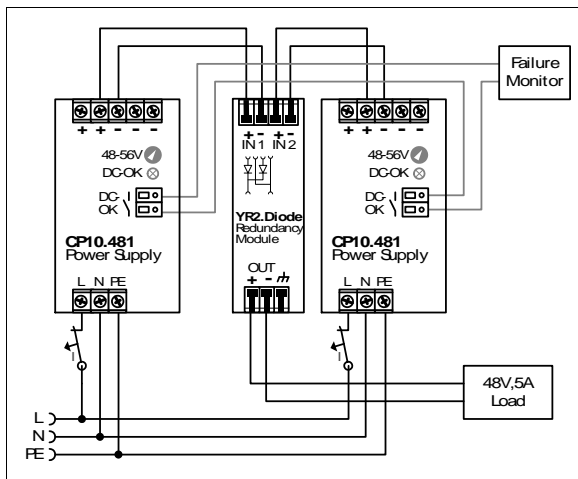 Failure
Monitor
+ + - - -
48-56V
DC-OK
DC-
OK
CP10.481
Power Supply
L N PE
I
+ - + -
IN 1 IN 2
YR2.Diode
Redundancy
Module
OUT
+ -
+ + - - -
48-56V
DC-OK
DC-
OK
CP10.481
Power Supply
L N PE
I
48V,5A
Load
L
N
PE